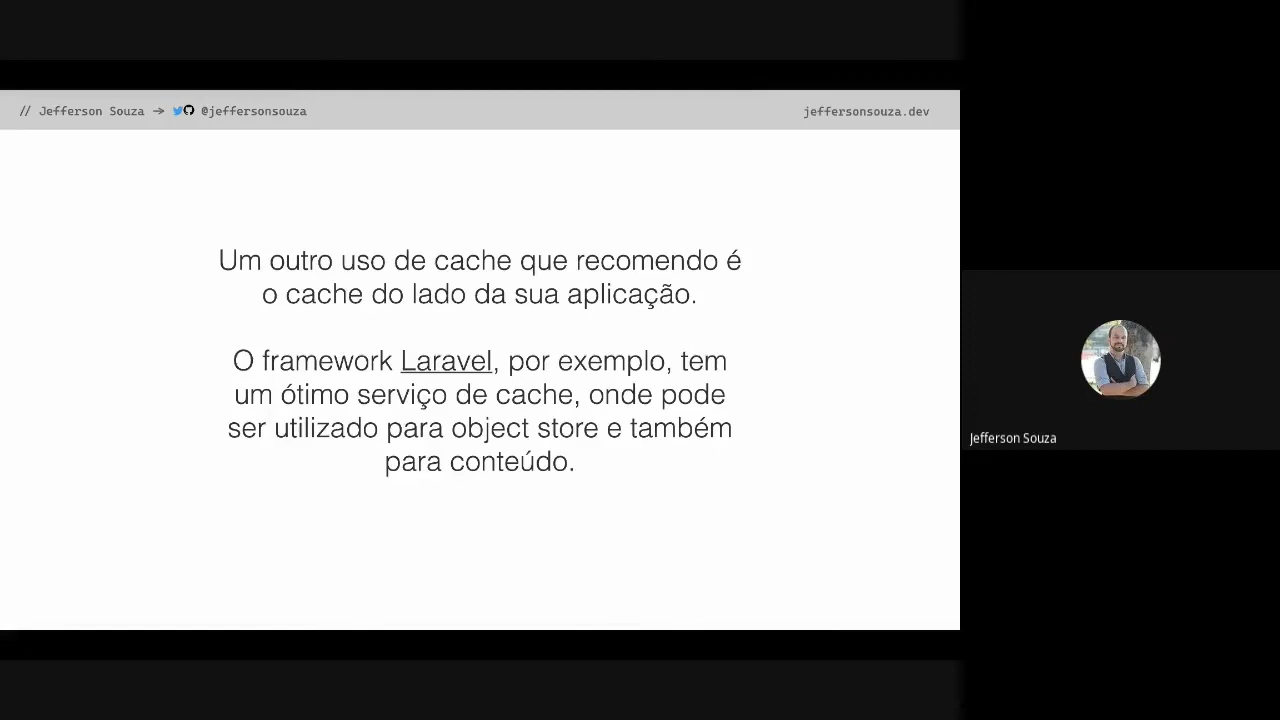 // Jefferson Souza → @jeffersonsouza
jeffersonsouza.dev
Um outro uso de cache que recomendo é
o cache do lado da sua aplicação.
O framework Laravel, por exemplo, tem
um ótimo serviço de cache, onde pode
ser utilizado para object store e também
para conteúdo.
Jefferson Souza